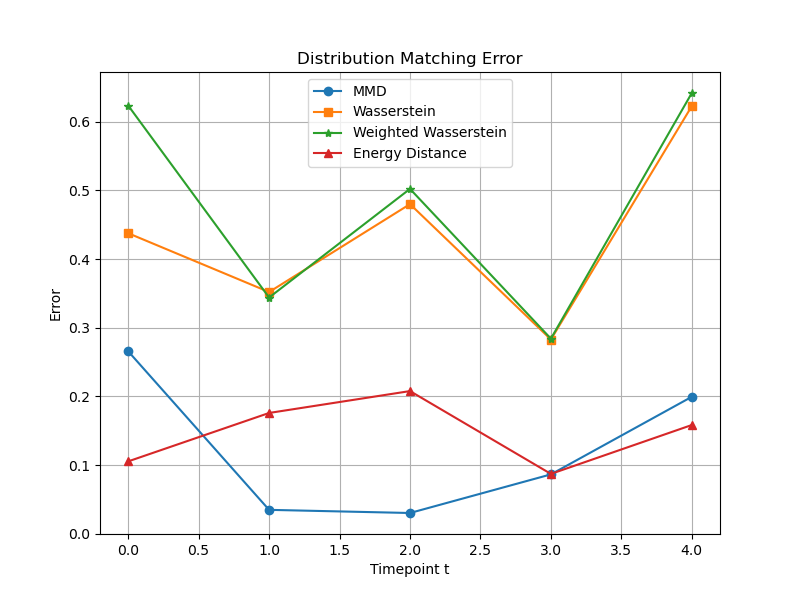 Distribution Matching Error
MMD
Wasserstein
Weighted Wasserstein
Energy Distance
Error
0.6
0.5
0.4
0.3
0.2
0.1
0.0
0.0 0.5 1.0 1.5 2.0 2.5 3.0 3.5 4.0
Timepoint t